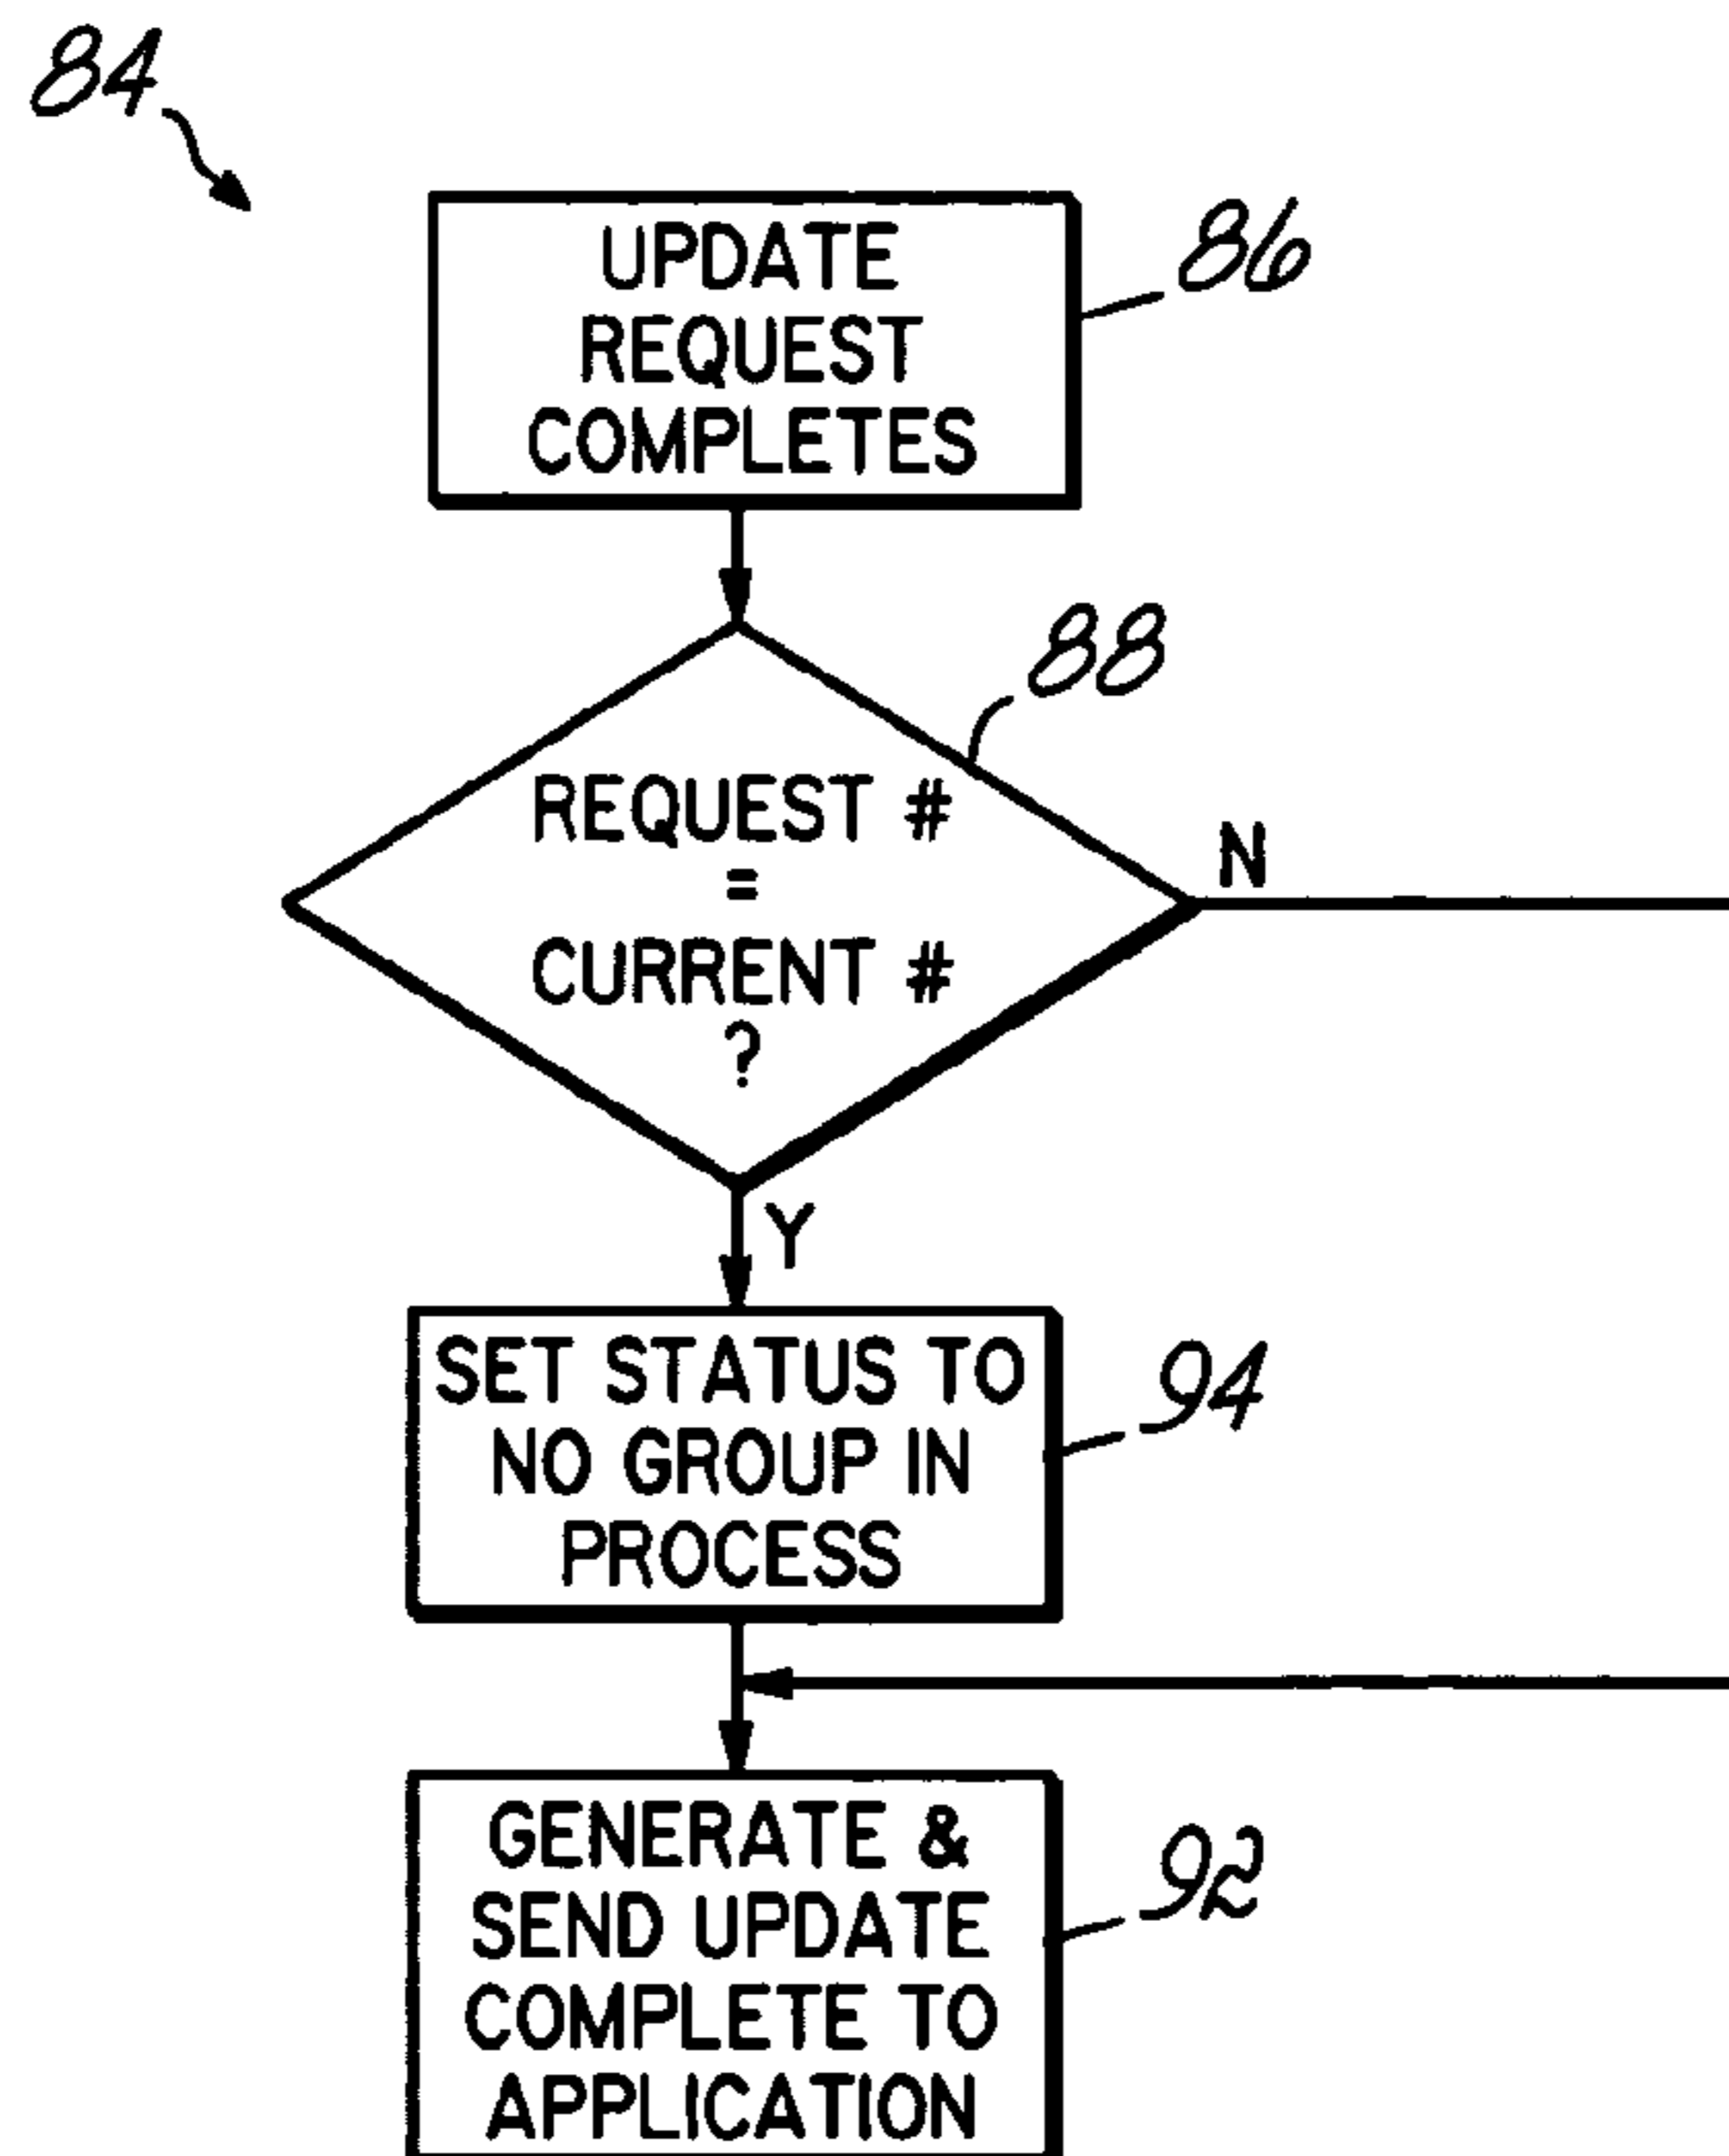 84
UPDATE
REQUEST
COMPLETES
86
88
REQUEST #
=
CURRENT #
?
N
Y
SET STATUS TO
NO GROUP IN
PROCESS
94
GENERATE &
SEND UPDATE
COMPLETE TO
APPLICATION
92